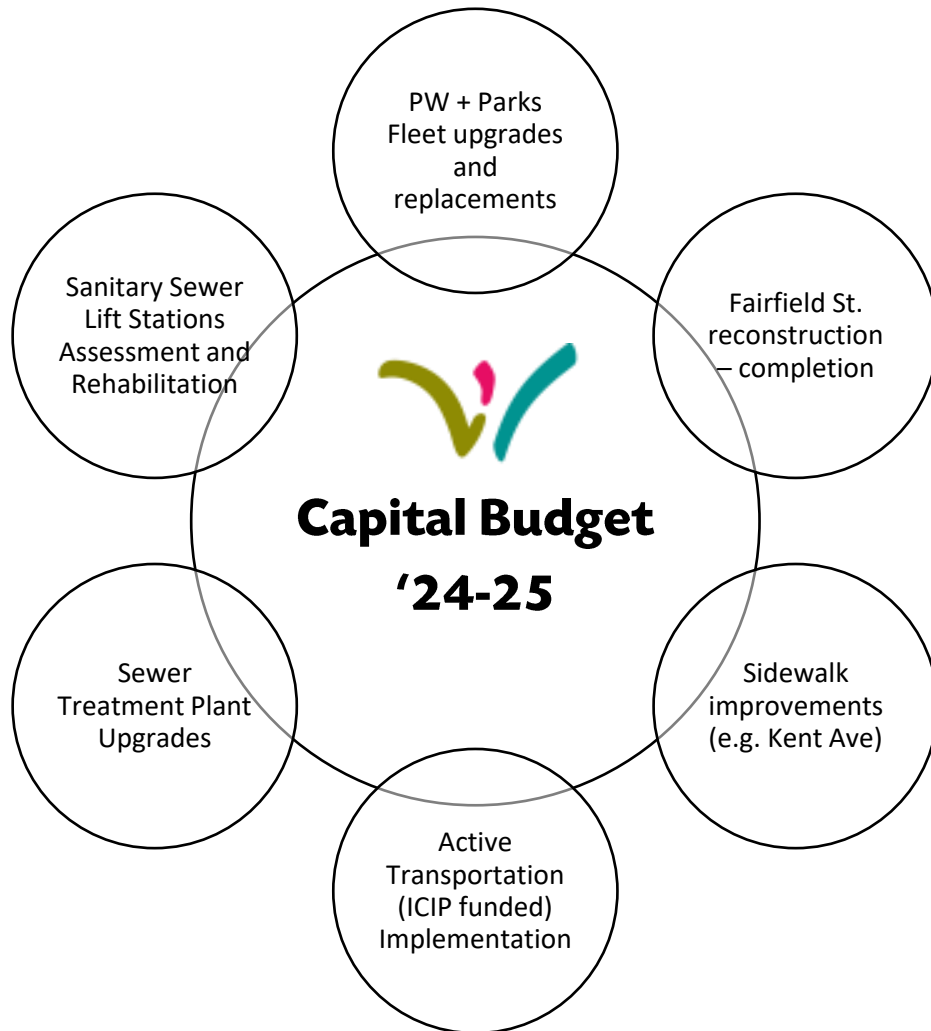 PW + Parks
Fleet upgrades
and
replacements
Fairfield St.
reconstruction
– completion
Sidewalk
improvements
(e.g. Kent Ave)
Active
Transportation
(ICIP funded)
Implementation
Sewer
Treatment Plant
Upgrades
Sanitary Sewer
Lift Stations
Assessment and
Rehabilitation
Capital Budget
‘24-25